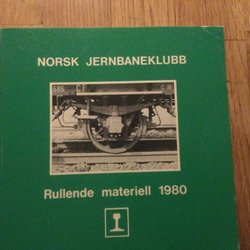 NORSK JERNBANEKLUBB
Rullende materiell 1980